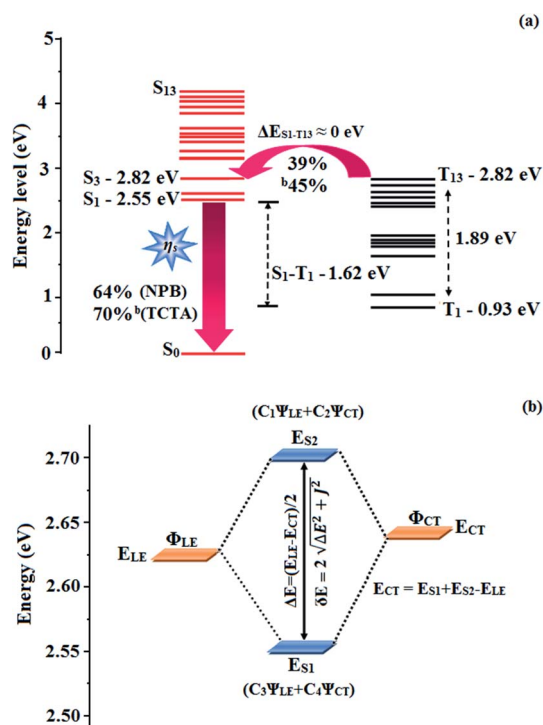 (a)
Energy level (eV)
5
4
3
2
1
0
S13
S3 - 2.82 eV
S1 - 2.55 eV
S0
ηs
64% (NPB)
70%ᵇ(TCTA)
ΔES1-T13 ≈ 0 eV
39%
ᵇ45%
S1-T1 - 1.62 eV
T13 - 2.82 eV
1.89 eV
T1 - 0.93 eV
(b)
Energy (eV)
2.70
2.65
2.60
2.55
2.50
(C1ΨLE+C2ΨCT)
ES2
ELE
ΦLE
ΦCT
ECT
ΔE=(ELE-ECT)/2
δE = 2 √ΔE² + J²
ECT = ES1+ES2-ELE
ES1
(C3ΨLE+C4ΨCT)